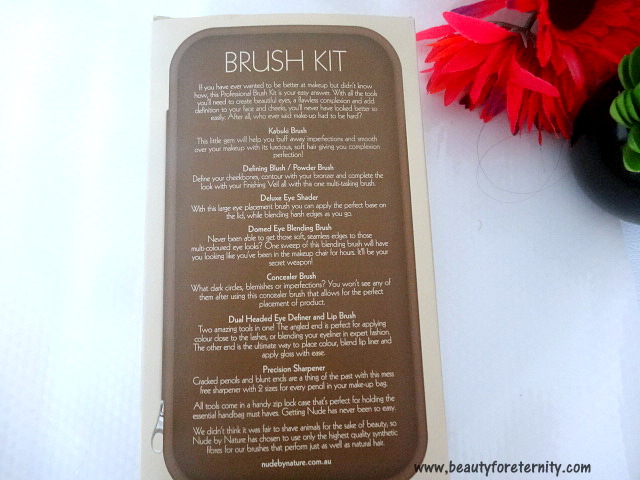 BRUSH KIT
If you have ever wanted to be better at makeup but didn't know
how, this Professional Brush Kit is your easy answer. With all the tools
you'll need to create beautiful eyes, a flawless complexion and add
definition to your face and cheeks, you'll never have looked better so
easily. After all, who ever said make-up had to be hard?
Kabuki Brush
This little gem will help you buff away imperfections and smooth
over your makeup with its luscious, soft hair giving you complexion
perfection!
Defining Blush / Powder Brush
Define your cheekbones, contour with your bronzer and complete the
look with your Finishing Veil all with this one multi-tasking brush.
Deluxe Eye Shader
With this large eye placement brush you can apply the perfect base on
the lid, while blending harsh edges as you go.
Domed Eye Blending Brush
Never been able to get those soft, seamless edges to those
multi-coloured eye looks? One sweep of this blending brush will have
you looking like you've been in the makeup chair for hours. It'll be your
secret weapon!
Concealer Brush
What dark circles, blemishes or imperfections? You won't see any of
them after using this concealer brush that allows for the perfect
placement of product.
Dual Headed Eye Definer and Lip Brush
Two amazing tools in one! The angled end is perfect for applying
colour close to the lashes, or blending your eyeliner in expert fashion.
The other end is the ultimate way to place colour, blend lip liner and
apply gloss with ease.
Precision Sharpener
Cracked pencils and blunt ends are a thing of the past with this mess
free sharpener with 2 sizes for every pencil in your make-up bag.
All tools come in a handy zip lock case that's perfect for holding the
essential handbag must haves. Getting Nude has never been so easy.
We didn't think it was fair to shave animals for the sake of beauty, so
Nude by Nature has chosen to use only the highest quality synthetic
fibres for our brushes that perform just as well as natural hair.
nudebynature.com.au
www.beautyforeternity.com